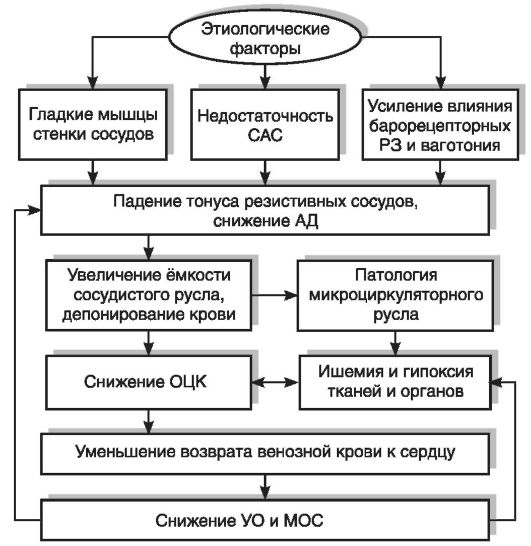 Этиологические
факторы
Гладкие мышцы
стенки сосудов
Недостаточность
САС
Усиление влияния
барорецепторных
РЗ и ваготония
Падение тонуса резистивных сосудов,
снижение АД
Увеличение ёмкости
сосудистого русла,
депонирование крови
Патология
микроциркуляторного
русла
Снижение ОЦК
Ишемия и гипоксия
тканей и органов
Уменьшение возврата венозной крови к сердцу
Снижение УО и МОС